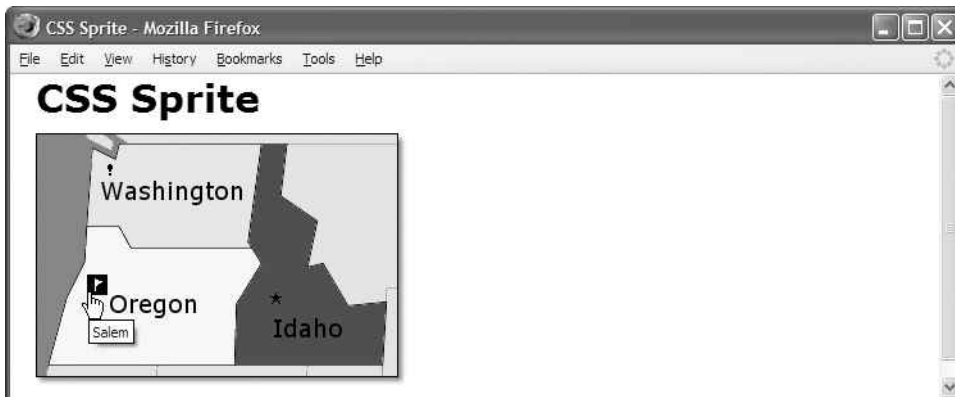 CSS Sprite - Mozilla Firefox
File Edit View History Bookmarks Tools Help
CSS Sprite
Washington
Oregon
Salem
Idaho